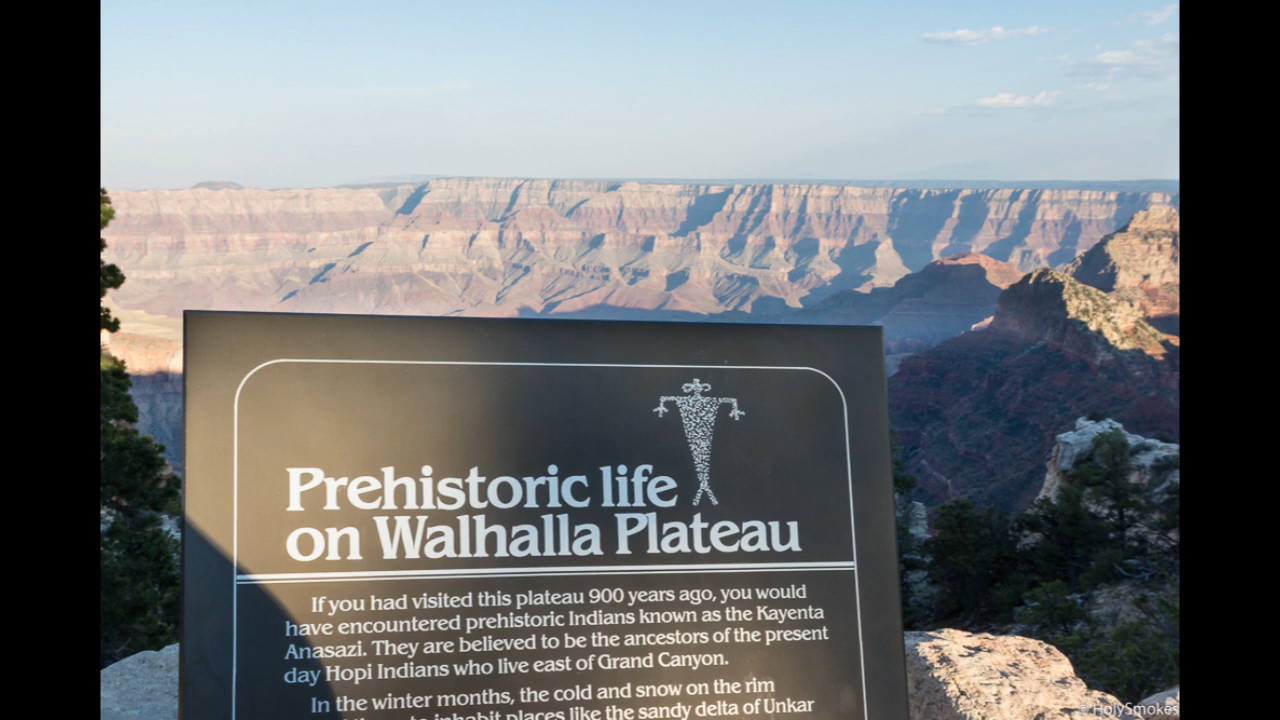 Prehistoric life
on Walhalla Plateau
If you had visited this plateau 900 years ago, you would
have encountered prehistoric Indians known as the Kayenta
Anasazi. They are believed to be the ancestors of the present
day Hopi Indians who live east of Grand Canyon.
In the winter months, the cold and snow on the rim
to inhabit places like the sandy delta of Unkar
© HolySmokes